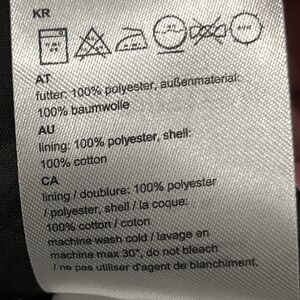 KR
AT
futter: 100% polyester, außenmaterial:
100% baumwolle
AU
lining: 100% polyester, shell:
100% cotton
CA
lining / doublure: 100% polyester
/ polyester, shell / la coque:
100% cotton / coton
machine wash cold / lavage en
machine max 30°, do not bleach
/ ne pas utiliser d'agent de blanchiment,